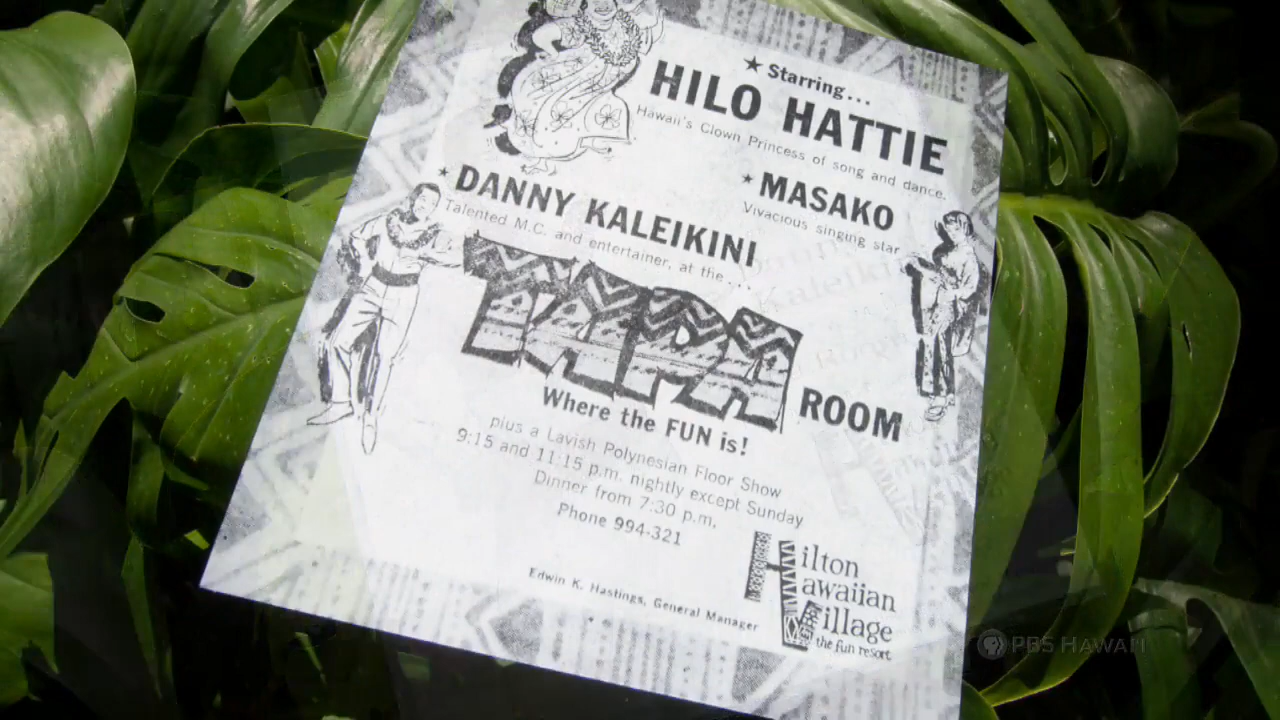 ★ Starring...
HILO HATTIE
Hawaii's Clown Princess of song and dance.
★ DANNY KALEIKINI
Talented M.C. and entertainer, at the...
★ MASAKO
Vivacious singing star
TAPA ROOM
Where the FUN is!
plus a Lavish Polynesian Floor Show
9:15 and 11:15 p.m. nightly except Sunday
Dinner from 7:30 p.m.
Phone 994-321
Edwin K. Hastings, General Manager
Hilton
Hawaiian
Village
the fun resort
PBS HAWAI'I